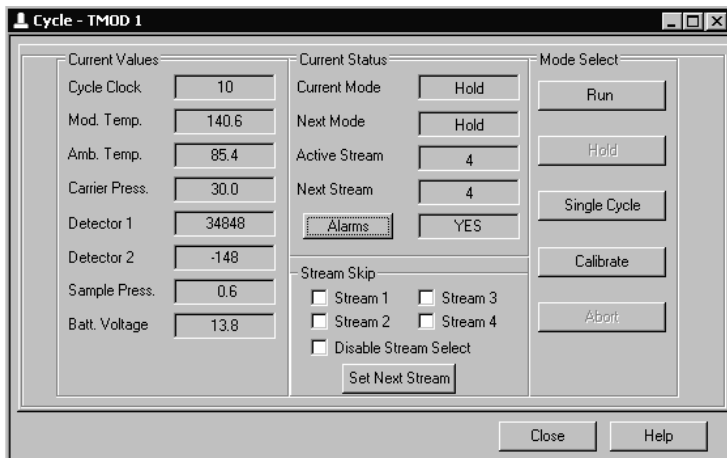 Cycle - TMOD 1
Current Values
Cycle Clock 10
Mod. Temp. 140.6
Amb. Temp. 85.4
Carrier Press. 30.0
Detector 1 34848
Detector 2 -148
Sample Press. 0.6
Batt. Voltage 13.8
Current Status
Current Mode Hold
Next Mode Hold
Active Stream 4
Next Stream 4
Alarms YES
Stream Skip
Stream 1 Stream 3
Stream 2 Stream 4
Disable Stream Select
Set Next Stream
Mode Select
Run
Hold
Single Cycle
Calibrate
Abort
Close Help